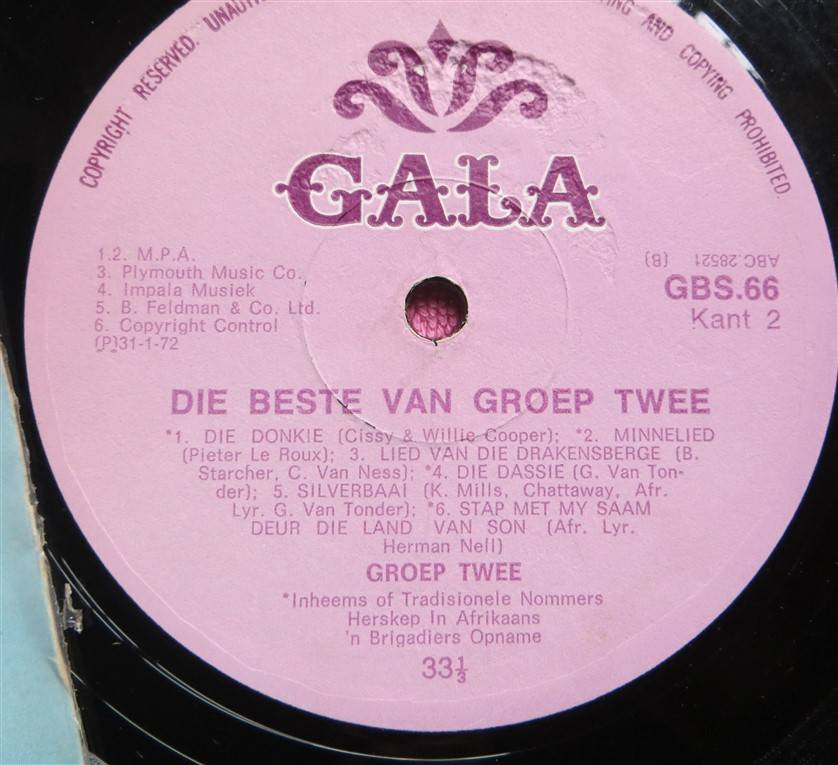 COPYRIGHT RESERVED.
AND COPYING PROHIBITED.
GALA
1.2. M.P.A.
3. Plymouth Music Co.
4. Impala Musiek
5. B. Feldman & Co. Ltd.
6. Copyright Control
(P)31-1-72
ABC.28521 (B)
GBS.66
Kant 2
DIE BESTE VAN GROEP TWEE
*1. DIE DONKIE (Cissy & Willie Cooper); *2. MINNELIED
(Pieter Le Roux); 3. LIED VAN DIE DRAKENSBERGE (B.
Starcher, C. Van Ness); *4. DIE DASSIE (G. Van Ton-
der); 5. SILVERBAAI (K. Mills, Chattaway, Afr.
Lyr. G. Van Tonder); *6. STAP MET MY SAAM
DEUR DIE LAND VAN SON (Afr. Lyr.
Herman Nell)
GROEP TWEE
*Inheems of Tradisionele Nommers
Herskep In Afrikaans
'n Brigadiers Opname
33⅓